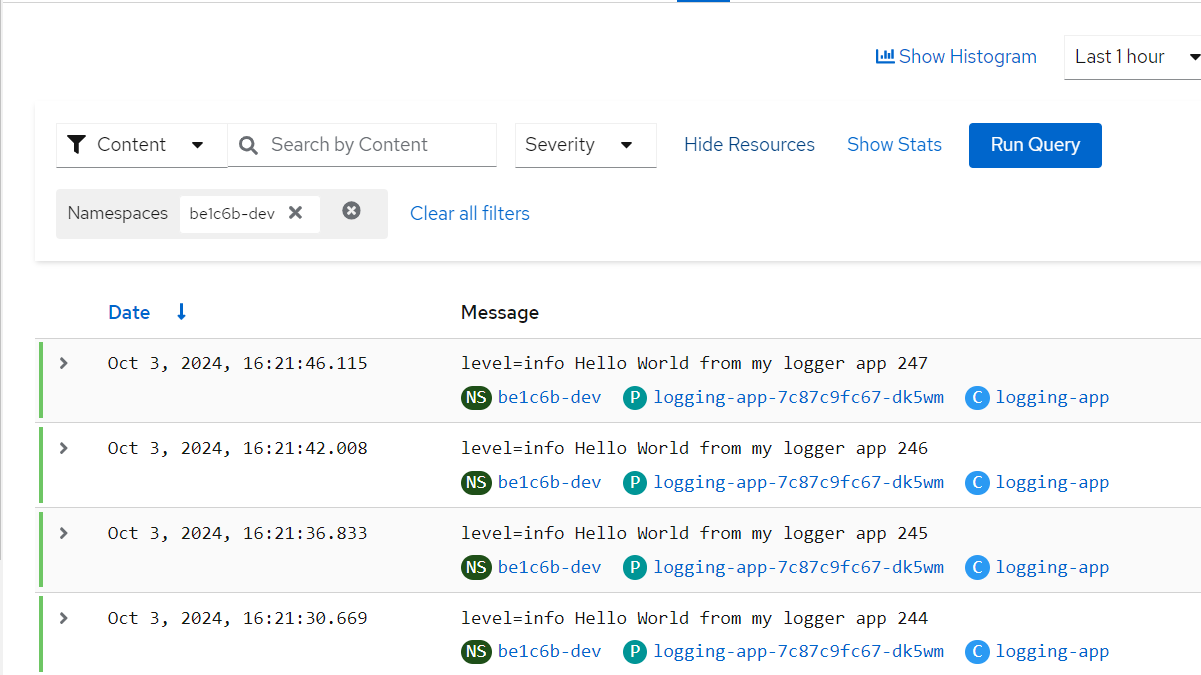 Show Histogram Last 1 hour
Content Search by Content Severity Hide Resources Show Stats Run Query
Namespaces be1c6b-dev Clear all filters
Date Message
Oct 3, 2024, 16:21:46.115 level=info Hello World from my logger app 247
NS be1c6b-dev P logging-app-7c87c9fc67-dk5wm C logging-app
Oct 3, 2024, 16:21:42.008 level=info Hello World from my logger app 246
NS be1c6b-dev P logging-app-7c87c9fc67-dk5wm C logging-app
Oct 3, 2024, 16:21:36.833 level=info Hello World from my logger app 245
NS be1c6b-dev P logging-app-7c87c9fc67-dk5wm C logging-app
Oct 3, 2024, 16:21:30.669 level=info Hello World from my logger app 244
NS be1c6b-dev P logging-app-7c87c9fc67-dk5wm C logging-app